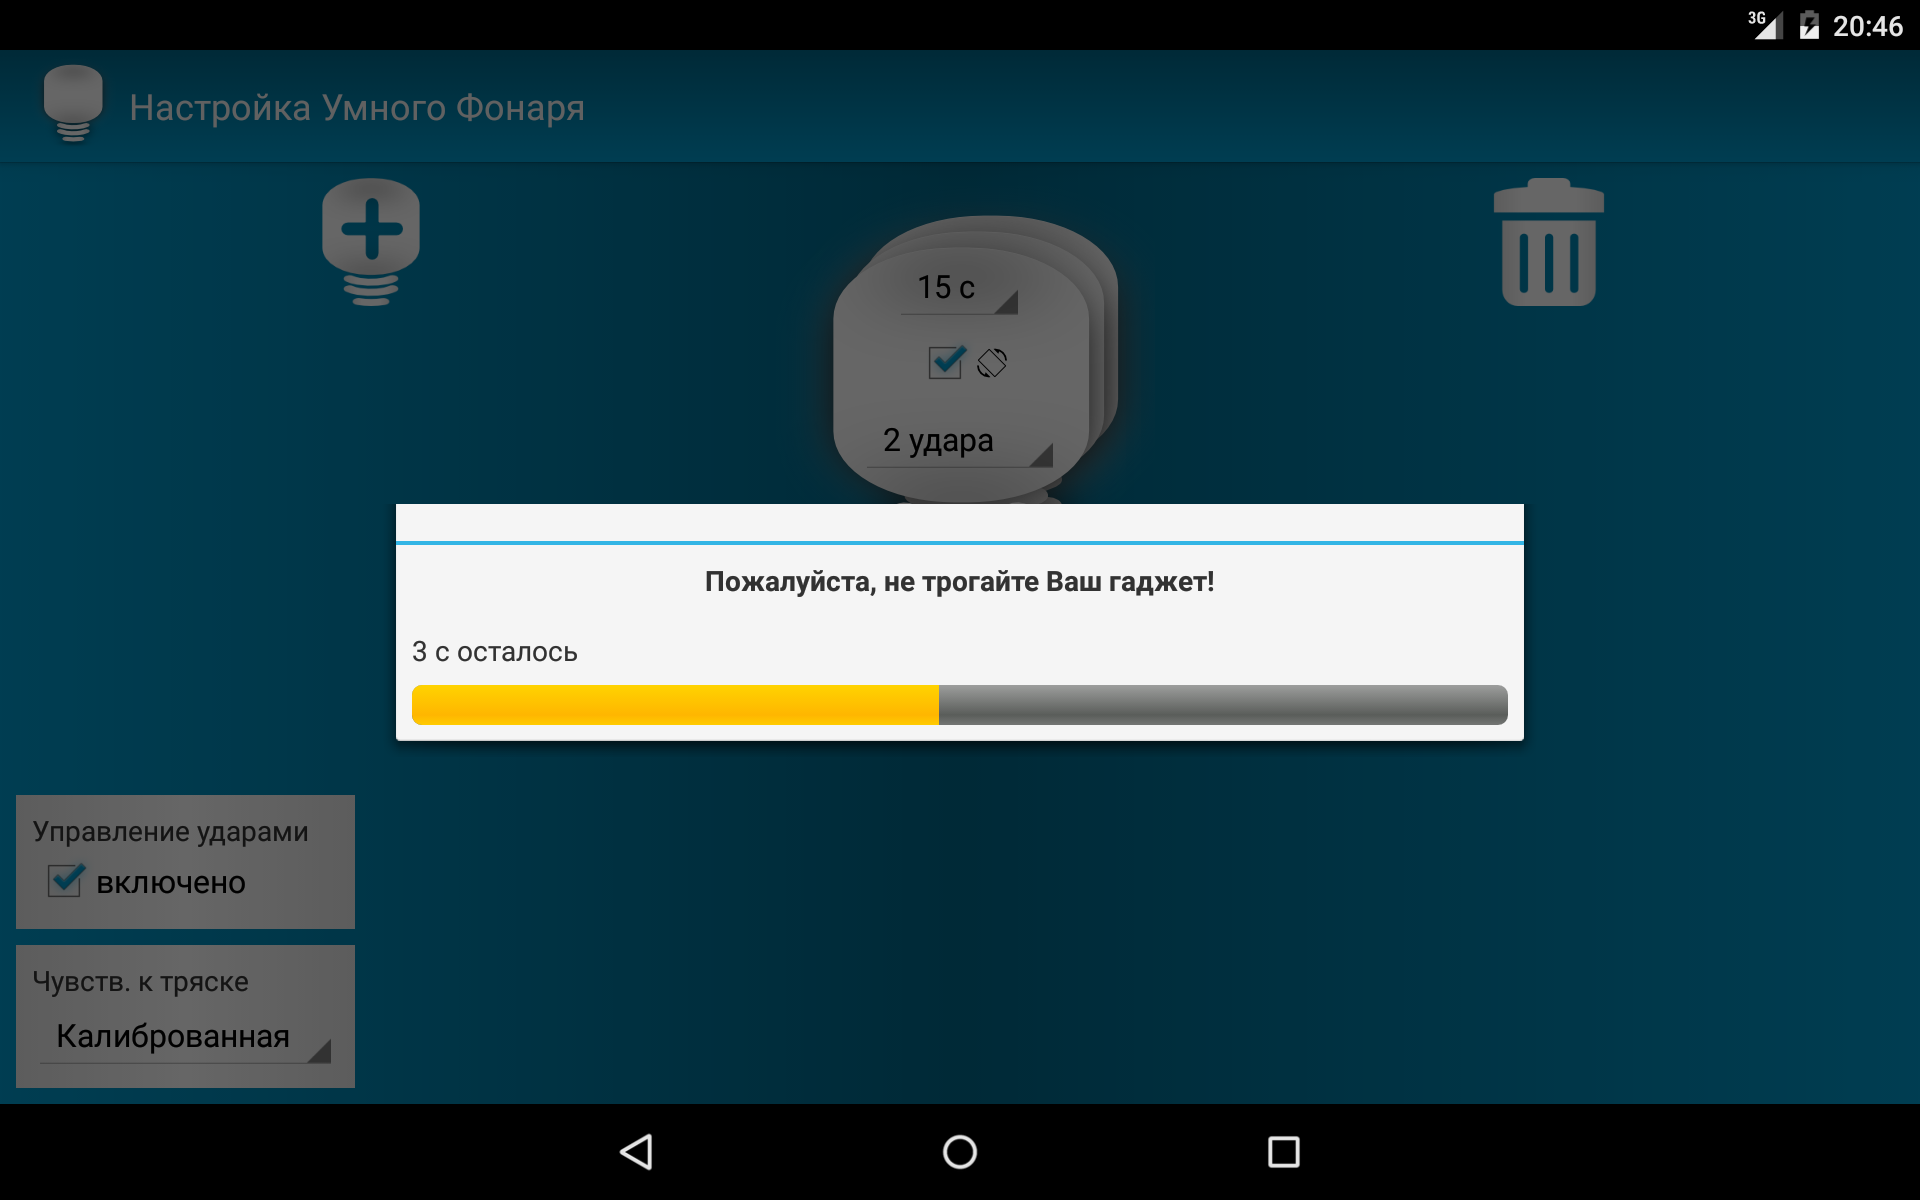 3G 20:46
Настройка Умного Фонаря
15 с
2 удара
Пожалуйста, не трогайте Ваш гаджет!
3 с осталось
Управление ударами
включено
Чувств. к тряске
Калиброванная